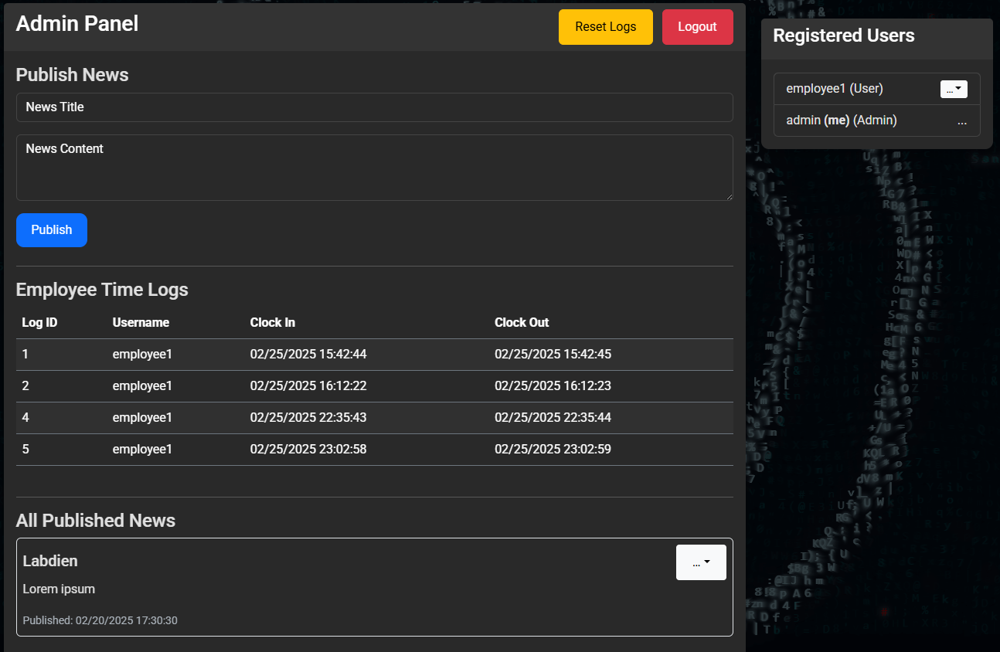 Admin Panel
Reset Logs
Logout
Publish News
News Title
News Content
Publish
Employee Time Logs
Log ID Username Clock In Clock Out
1 employee1 02/25/2025 15:42:44 02/25/2025 15:42:45
2 employee1 02/25/2025 16:12:22 02/25/2025 16:12:23
4 employee1 02/25/2025 22:35:43 02/25/2025 22:35:44
5 employee1 02/25/2025 23:02:58 02/25/2025 23:02:59
All Published News
Labdien
...
Lorem ipsum
Published: 02/20/2025 17:30:30
Registered Users
employee1 (User) ...
admin (me) (Admin) ...